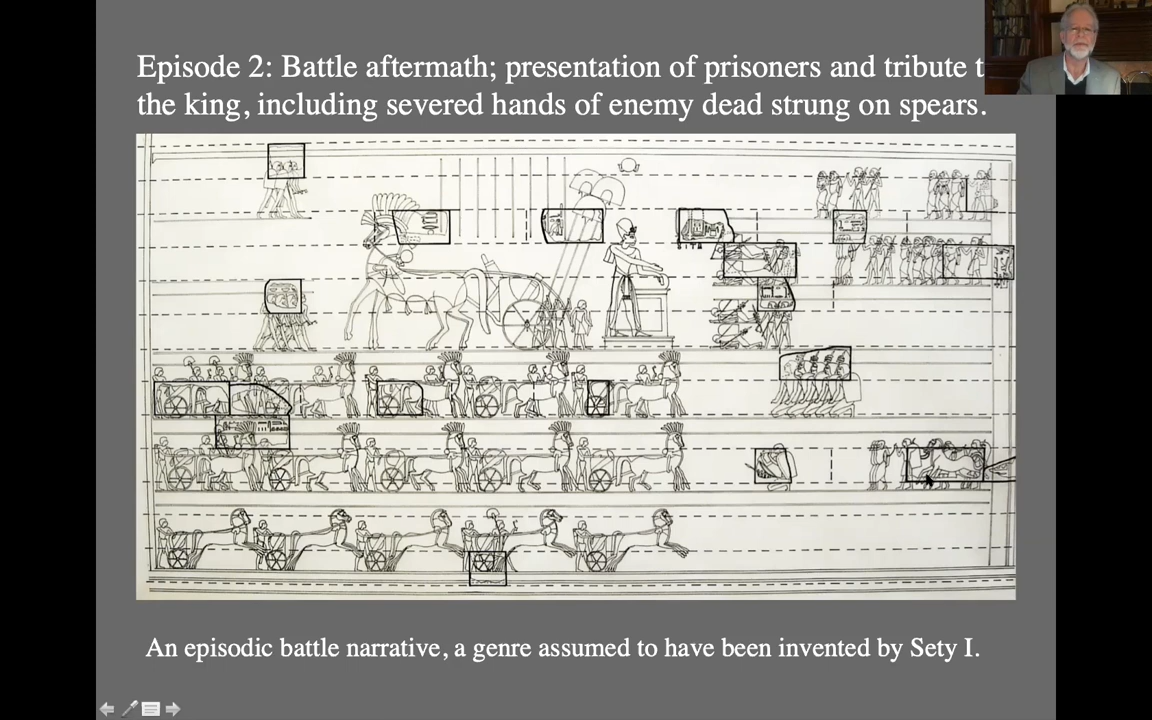 Episode 2: Battle aftermath; presentation of prisoners and tribute t
the king, including severed hands of enemy dead strung on spears.
An episodic battle narrative, a genre assumed to have been invented by Sety I.